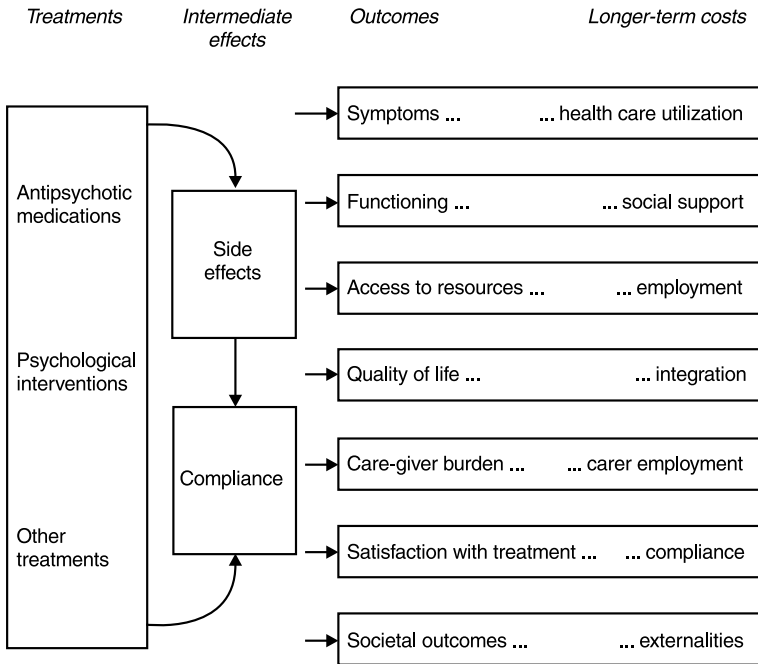 Treatments
Intermediate
effects
Outcomes
Longer-term costs
Antipsychotic
medications
Psychological
interventions
Other
treatments
Side
effects
Compliance
Symptoms ... ... health care utilization
Functioning ... ... social support
Access to resources ... ... employment
Quality of life ... ... integration
Care-giver burden ... ... carer employment
Satisfaction with treatment ... ... compliance
Societal outcomes ... ... externalities